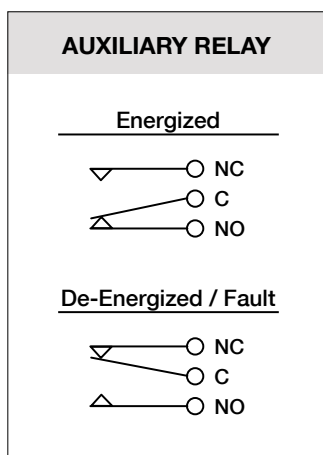 AUXILIARY RELAY
Energized
NC
C
NO
De-Energized / Fault
NC
C
NO